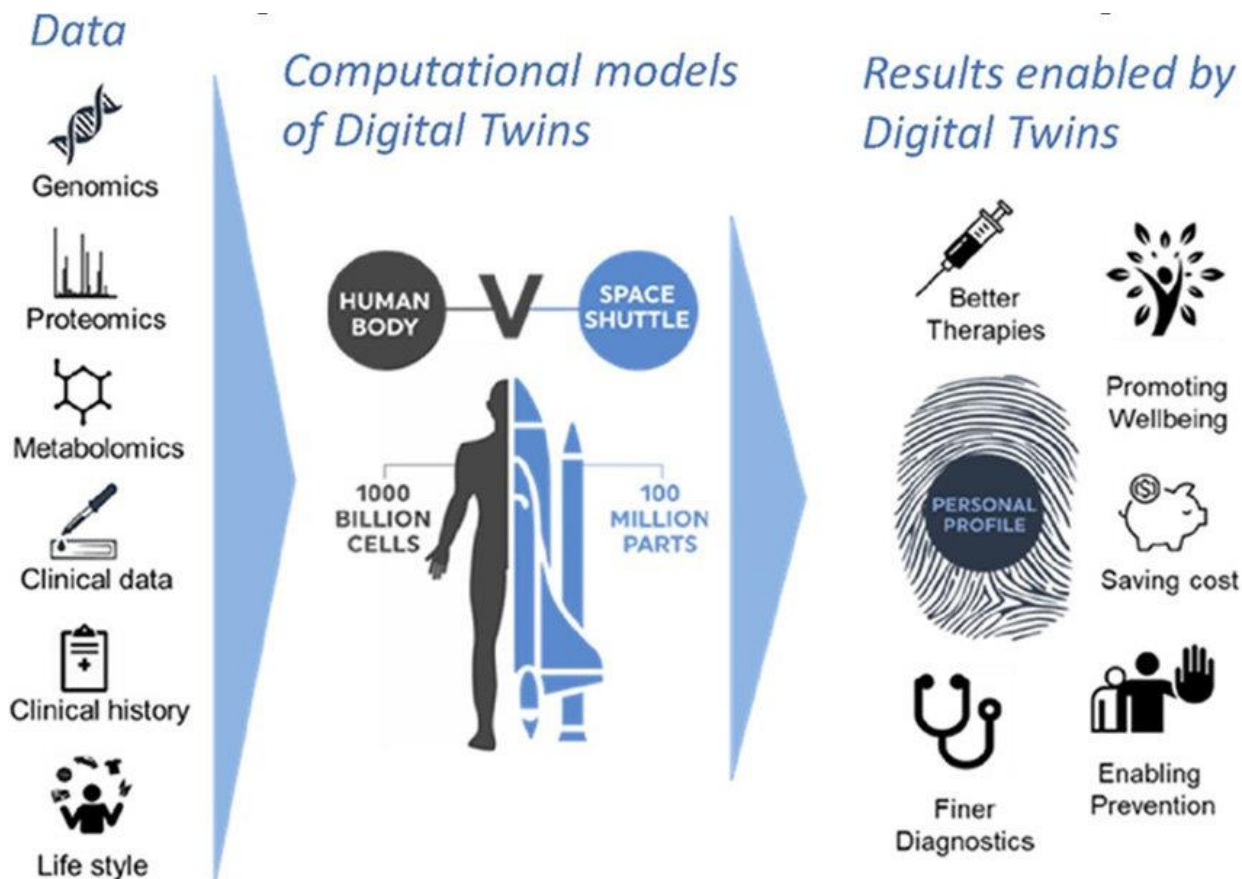 Data
Genomics
Proteomics
Metabolomics
Clinical data
Clinical history
Life style
Computational models
of Digital Twins
HUMAN
BODY
V
SPACE
SHUTTLE
1000
BILLION
CELLS
100
MILLION
PARTS
Results enabled by
Digital Twins
Better
Therapies
Promoting
Wellbeing
PERSONAL
PROFILE
$
Saving cost
Finer
Diagnostics
Enabling
Prevention